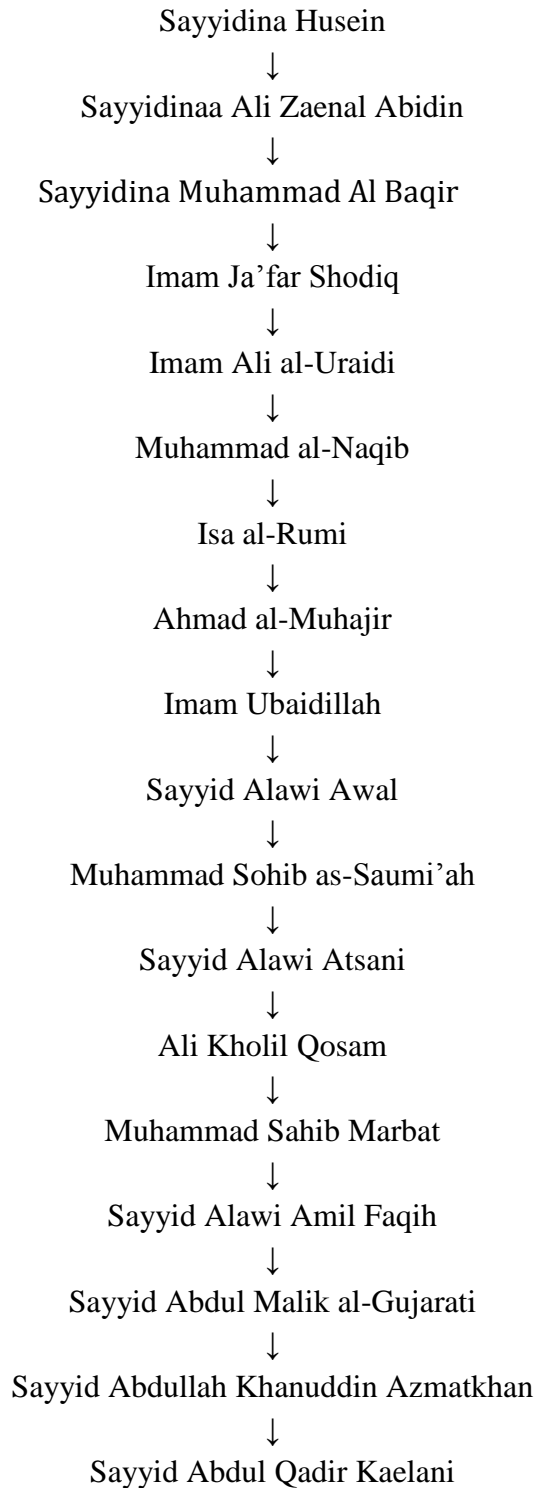 Sayyidina Husein
↓
Sayyidinaa Ali Zaenal Abidin
↓
Sayyidina Muhammad Al Baqir
↓
Imam Ja’far Shodiq
↓
Imam Ali al-Uraidi
↓
Muhammad al-Naqib
↓
Isa al-Rumi
↓
Ahmad al-Muhajir
↓
Imam Ubaidillah
↓
Sayyid Alawi Awal
↓
Muhammad Sohib as-Saumi’ah
↓
Sayyid Alawi Atsani
↓
Ali Kholil Qosam
↓
Muhammad Sahib Marbat
↓
Sayyid Alawi Amil Faqih
↓
Sayyid Abdul Malik al-Gujarati
↓
Sayyid Abdullah Khanuddin Azmatkhan
↓
Sayyid Abdul Qadir Kaelani